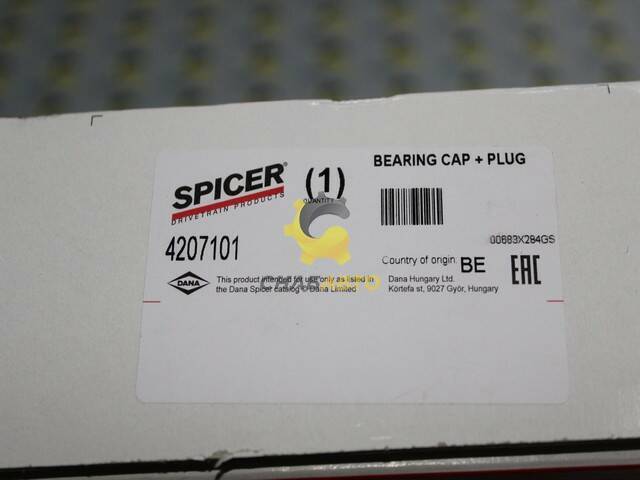 SPICER®
DRIVETRAIN PRODUCTS
(1)
QUANTITY
BEARING CAP + PLUG
4207101
00683X284GS
Country of origin: BE
EAC
DANA
This product intended for use only as listed in
the Dana Spicer catalog © Dana Limited
Dana Hungary Ltd.
Körtefa st, 9027 Győr, Hungary